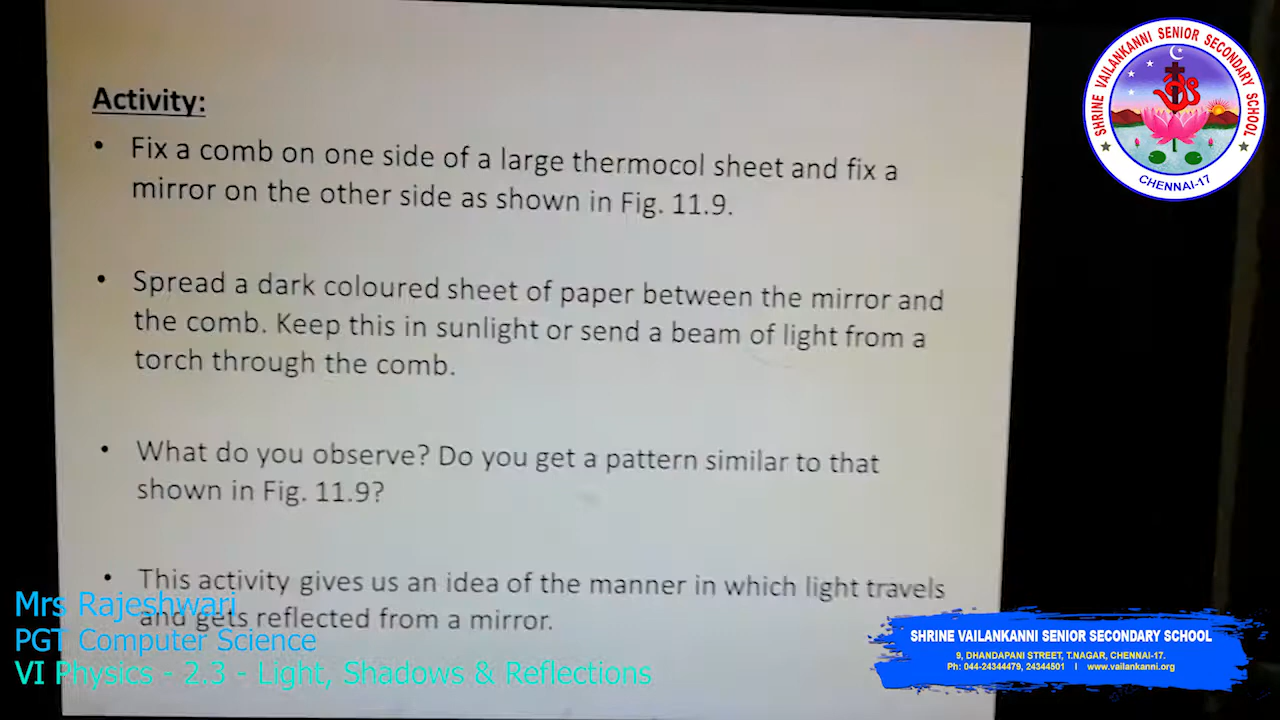 Activity:
• Fix a comb on one side of a large thermocol sheet and fix a
mirror on the other side as shown in Fig. 11.9.
• Spread a dark coloured sheet of paper between the mirror and
the comb. Keep this in sunlight or send a beam of light from a
torch through the comb.
• What do you observe? Do you get a pattern similar to that
shown in Fig. 11.9?
• This activity gives us an idea of the manner in which light travels
and gets reflected from a mirror.
Mrs Rajeshwari
PGT Computer Science
VI Physics - 2.3 - Light, Shadows & Reflections
SHRINE VAILANKANNI SENIOR SECONDARY SCHOOL
CHENNAI-17
SHRINE VAILANKANNI SENIOR SECONDARY SCHOOL
9, DHANDAPANI STREET, T.NAGAR, CHENNAI-17.
Ph: 044-24344479, 24344501 I www.vailankanni.org